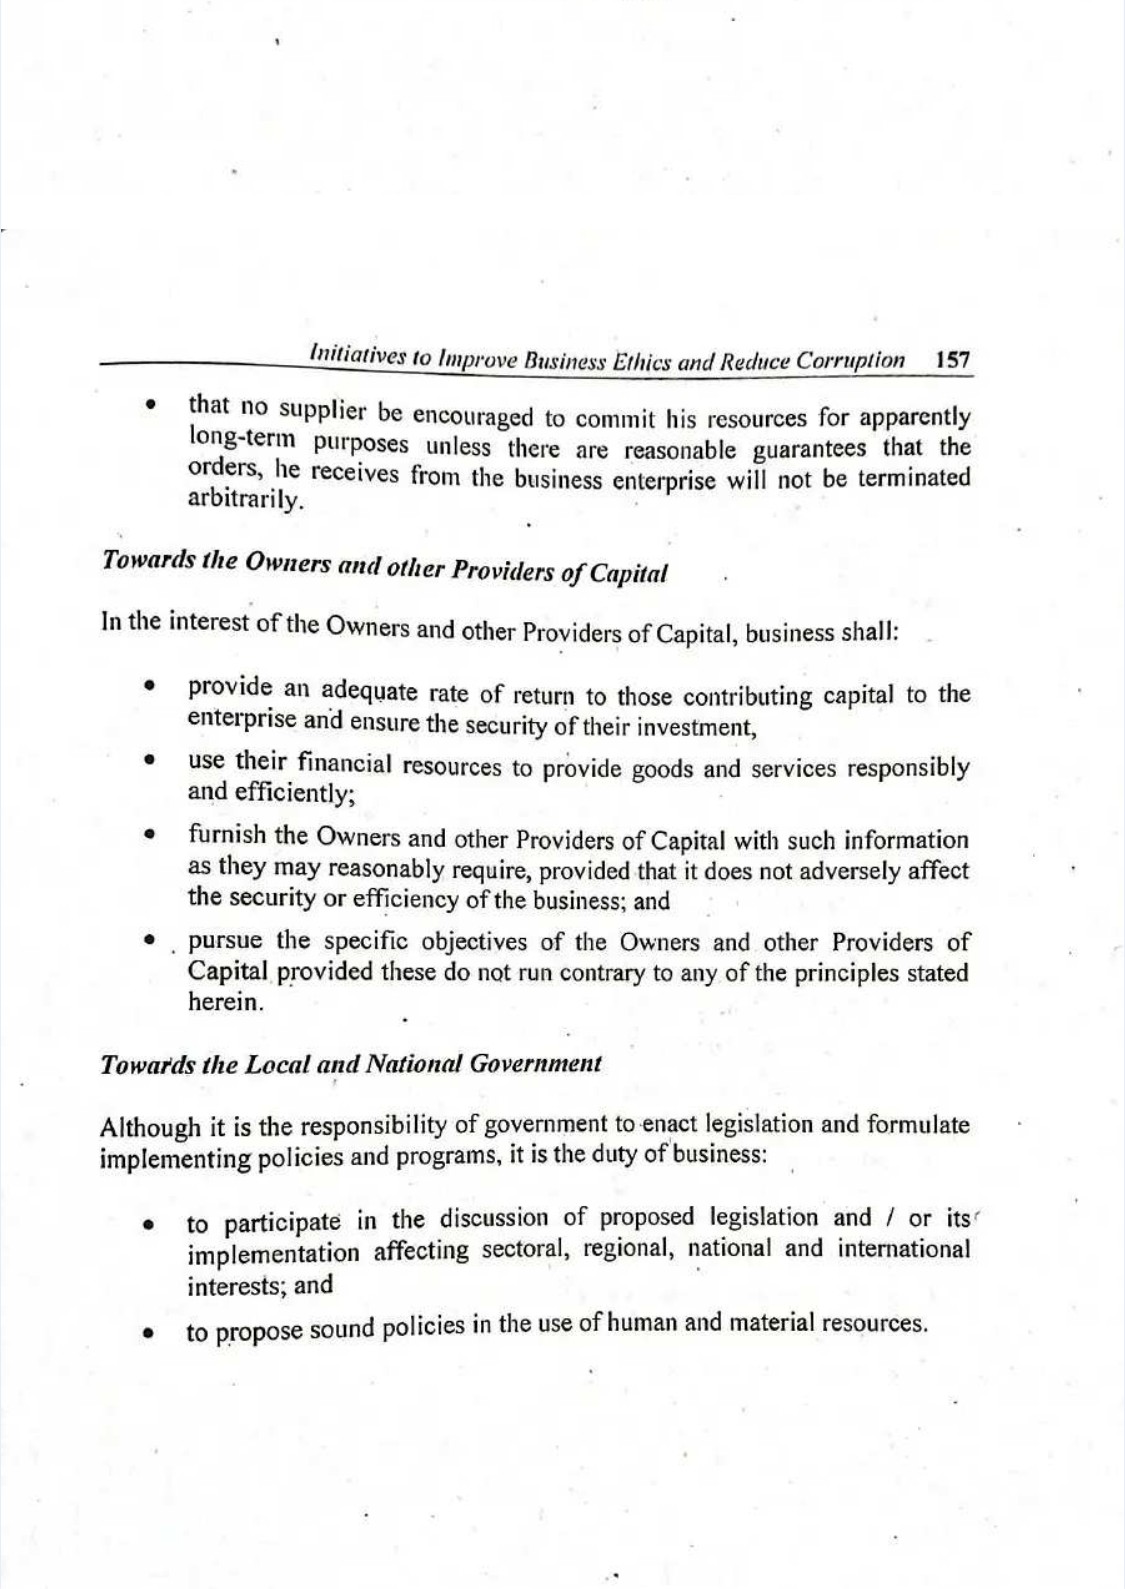 Initiatives to Improve Business Ethics and Reduce Corruption 157
• that no supplier be encouraged to commit his resources for apparently
long-term purposes unless there are reasonable guarantees that the
orders, he receives from the business enterprise will not be terminated
arbitrarily.
Towards the Owners and other Providers of Capital
In the interest of the Owners and other Providers of Capital, business shall:
• provide an adequate rate of return to those contributing capital to the
enterprise and ensure the security of their investment,
• use their financial resources to provide goods and services responsibly
and efficiently;
• furnish the Owners and other Providers of Capital with such information
as they may reasonably require, provided that it does not adversely affect
the security or efficiency of the business; and
• pursue the specific objectives of the Owners and other Providers of
Capital provided these do not run contrary to any of the principles stated
herein.
Towards the Local and National Government
Although it is the responsibility of government to enact legislation and formulate
implementing policies and programs, it is the duty of business:
• to participate in the discussion of proposed legislation and / or its
implementation affecting sectoral, regional, national and international
interests; and
• to propose sound policies in the use of human and material resources.